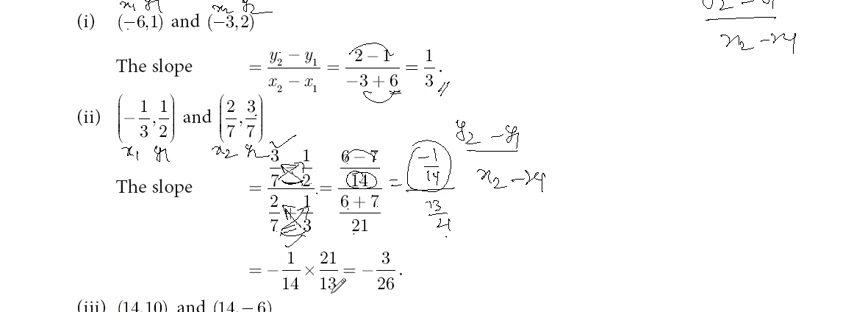 x₁ y₁ x₂ y₂
(i) (−6,1) and (−3,2)
y₂ − y₁ / x₂ − x₁
The slope = (y₂ − y₁)/(x₂ − x₁) = (2 − 1)/(−3 + 6) = 1/3.
(ii) (−1/3, 1/2) and (2/7, 3/7)
x₁ y₁ x₂ y₂
y₂ − y₁ / x₂ − x₁
The slope = (3/7 − 1/2)/(2/7 + 1/3) = ((6 − 7)/14)/((6 + 7)/21) = (−1/14)/(13/21)
= −1/14 × 21/13 = −3/26.
(iii) (14,10) and (14,−6)